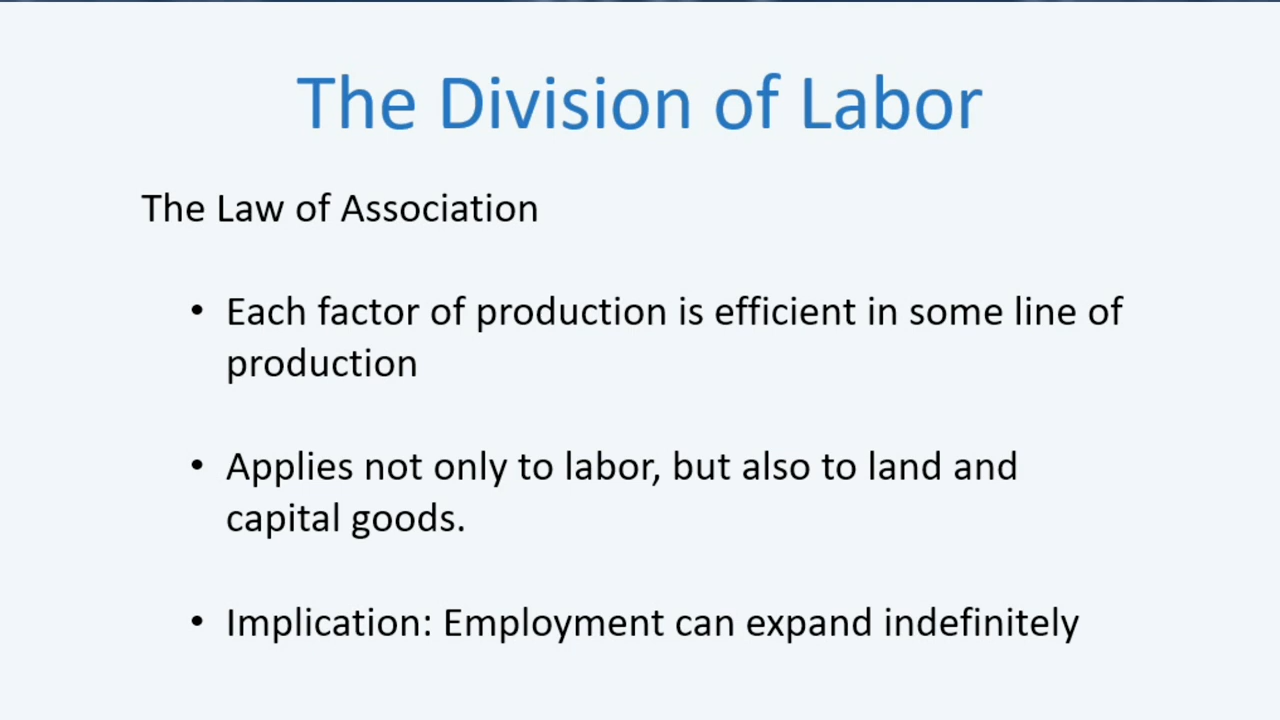 The Division of Labor
The Law of Association
• Each factor of production is efficient in some line of
production
• Applies not only to labor, but also to land and
capital goods.
• Implication: Employment can expand indefinitely